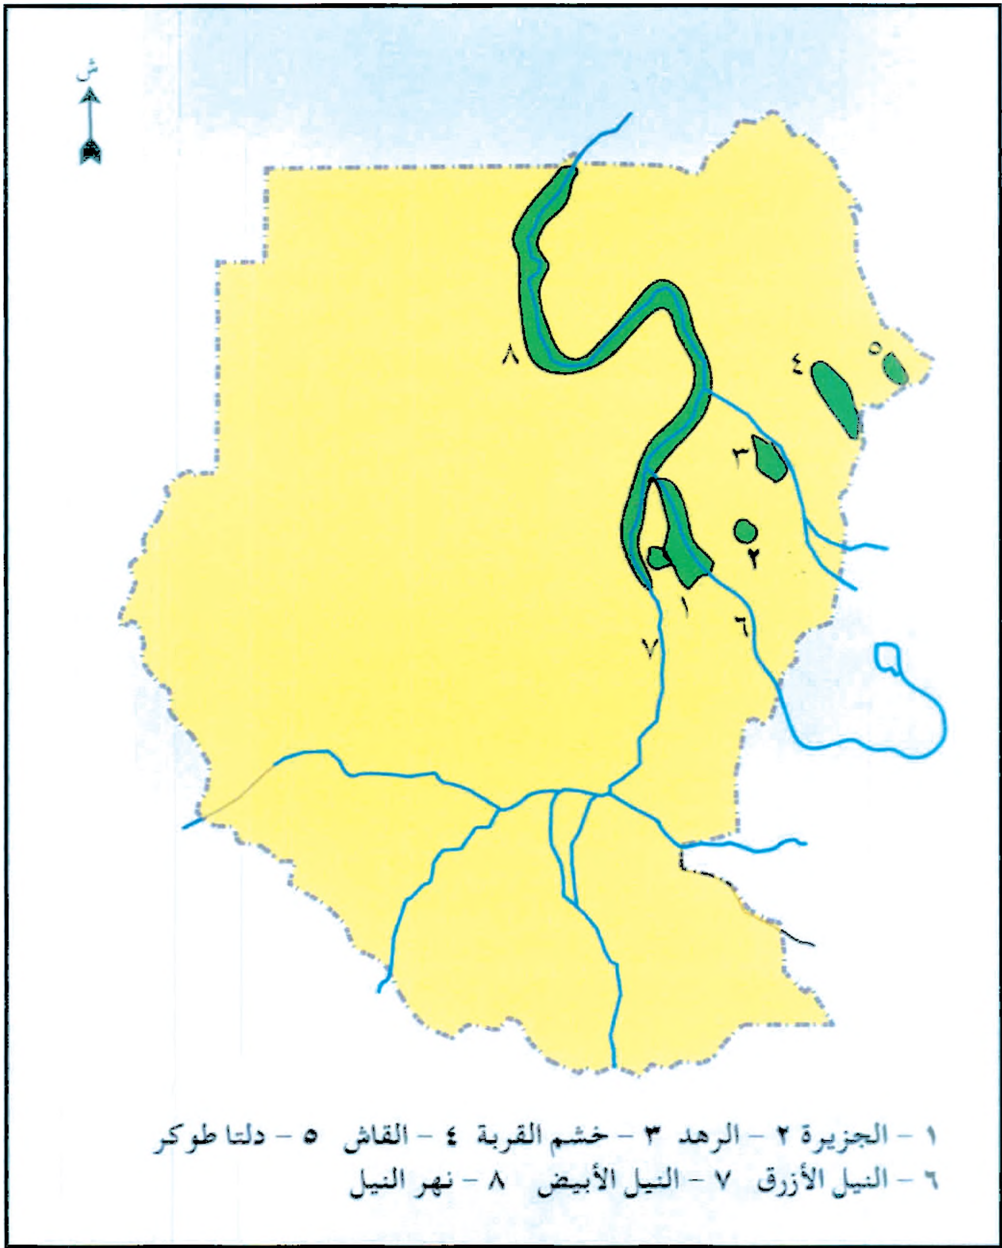 ش
٥
٤
٨
٣
٢
١
٦
٧
١ - الجزيرة ٢ - الرهد ٣ - خشم القربة ٤ - القاش ٥ - دلتا طوكر
٦ - النيل الأزرق ٧ - النيل الأبيض ٨ - نهر النيل